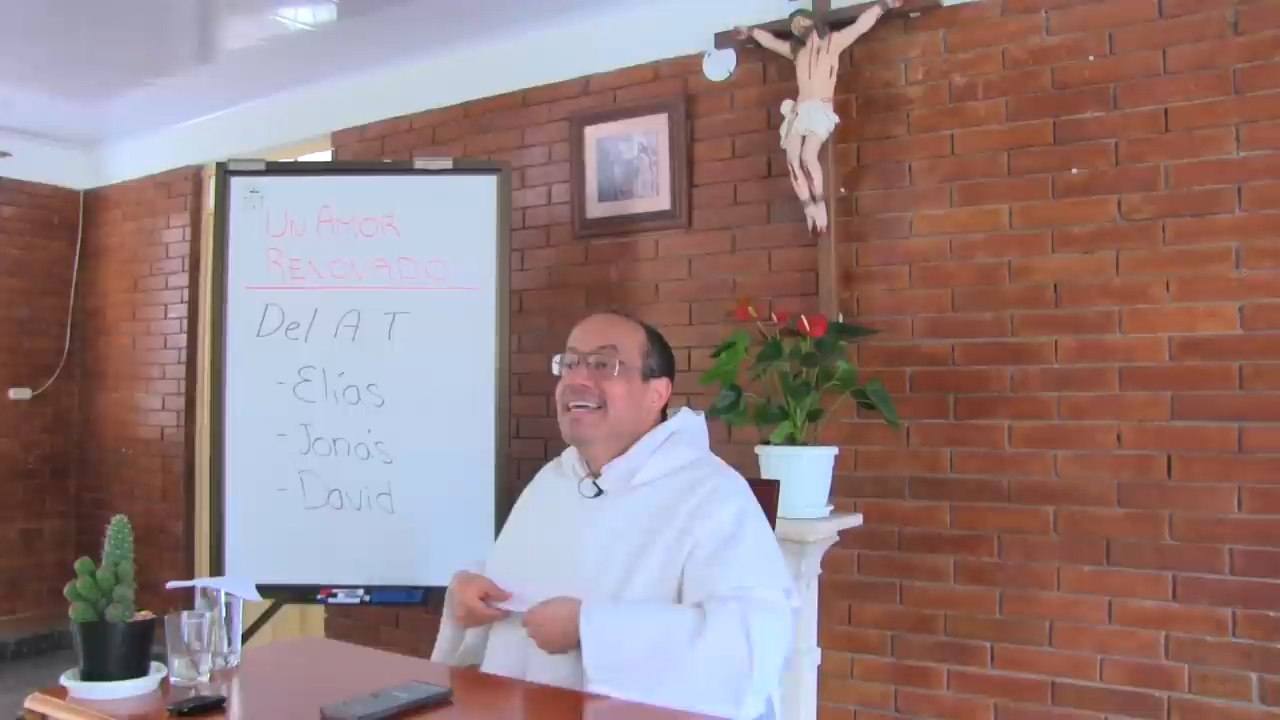 UN AMOR
RENOVADO
Del A T
- Elías
- Jonás
- David